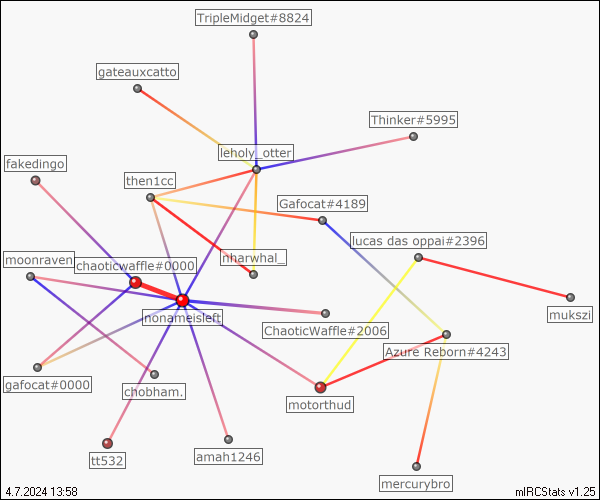 TripleMidget#8824
gateauxcatto
Thinker#5995
leholy_otter
fakedingo
then1cc
Gafocat#4189
lucas das oppai#2396
moonraven
chaoticwaffle#0000
nharwhal_
mukszi
nonameisleft
ChaoticWaffle#2006
Azure Reborn#4243
gafocat#0000
chobham.
motorthud
tt532
amah1246
mercurybro
4.7.2024 13:58
mIRCStats v1.25